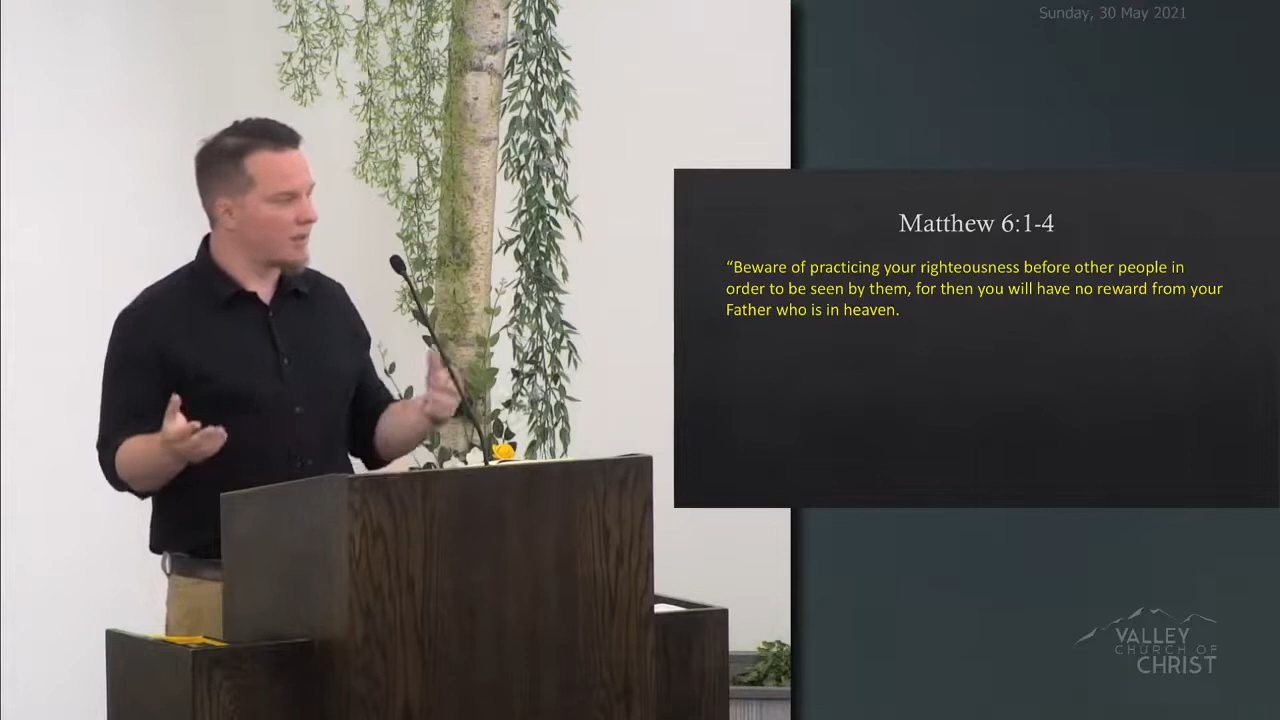 Sunday, 30 May 2021
Matthew 6:1-4
“Beware of practicing your righteousness before other people in
order to be seen by them, for then you will have no reward from your
Father who is in heaven.
VALLEY
CHURCH OF
CHRIST